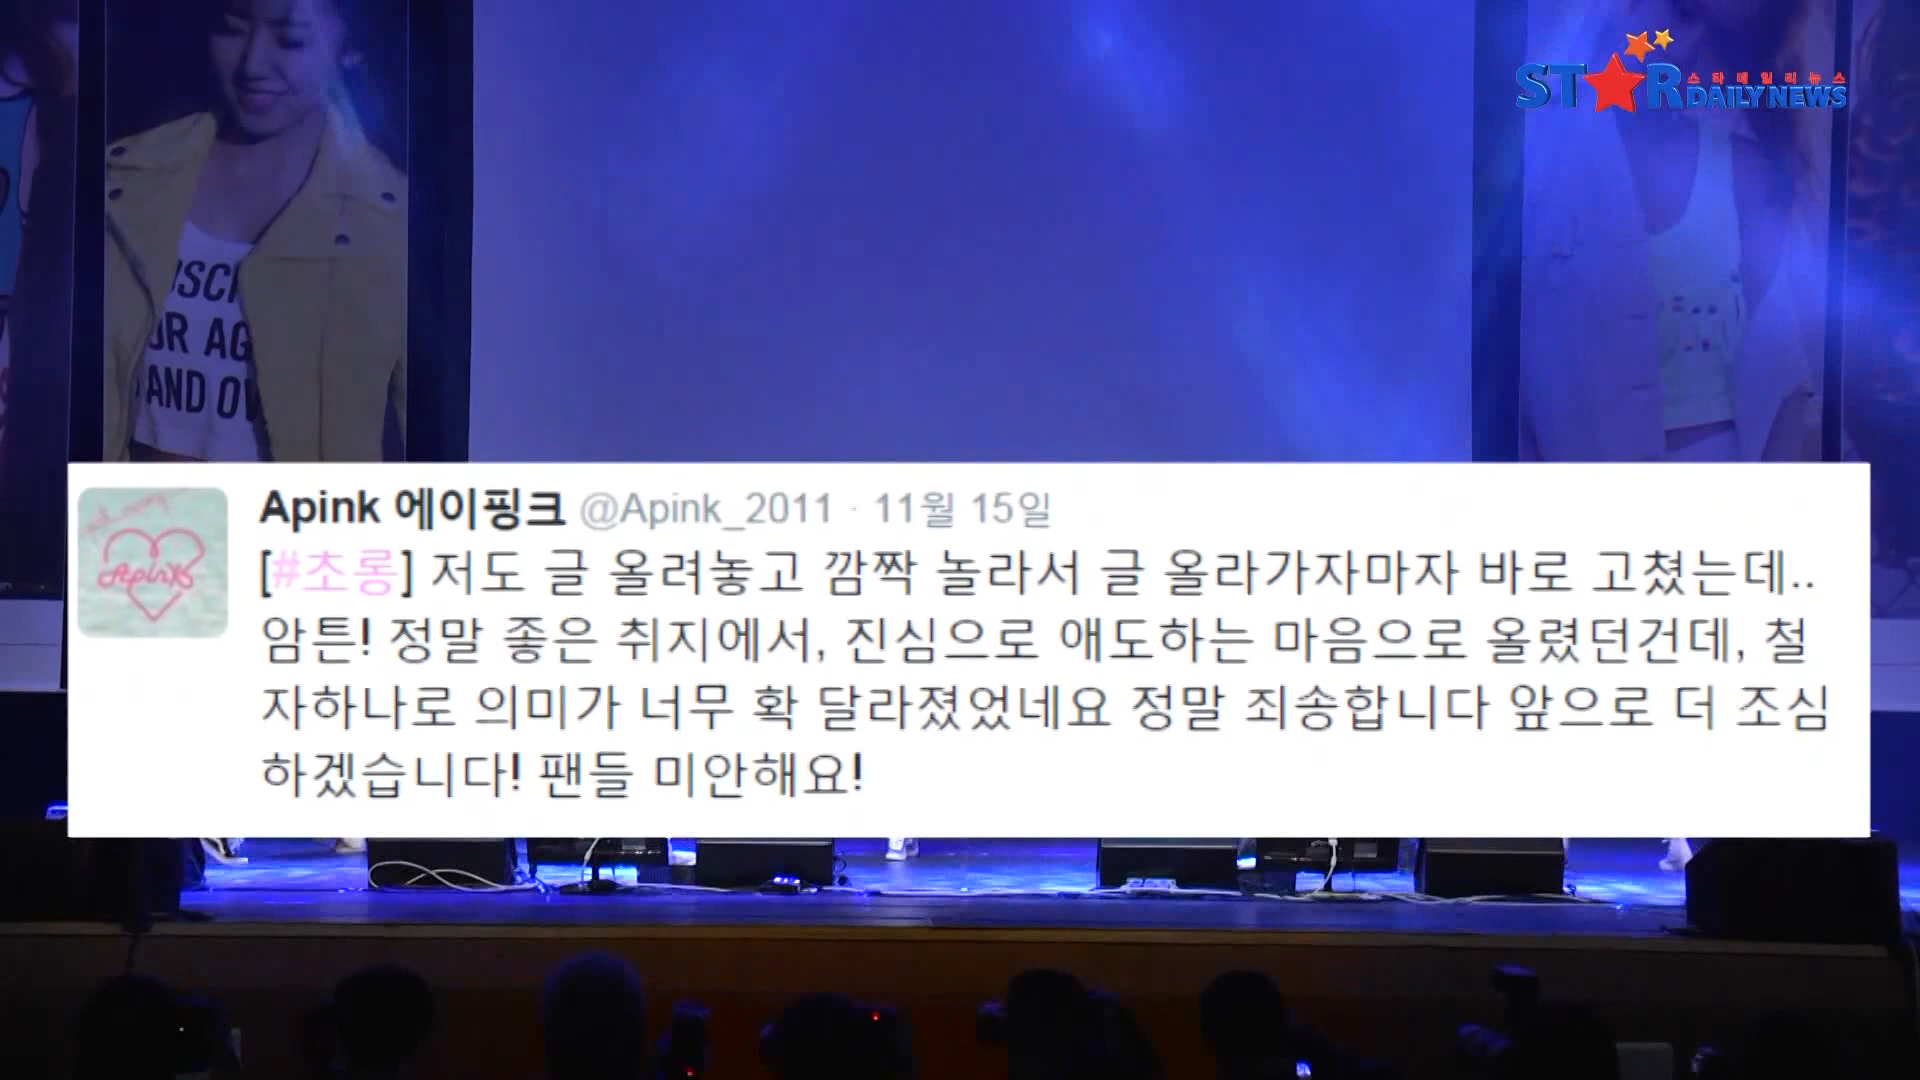 STAR 스타데일리뉴스
DAILY NEWS
USC
OR AG
AND OV
Apink 에이핑크 @Apink_2011 · 11월 15일
[#초롱] 저도 글 올려놓고 깜짝 놀라서 글 올라가자마자 바로 고쳤는데..
암튼! 정말 좋은 취지에서, 진심으로 애도하는 마음으로 올렸던건데, 철
자하나로 의미가 너무 확 달라졌었네요 정말 죄송합니다 앞으로 더 조심
하겠습니다! 팬들 미안해요!
Apink